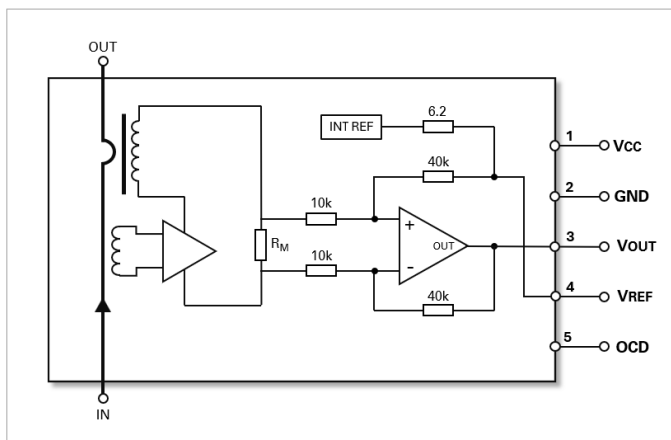 OUT
6.2
INT REF
1
VCC
40k
2
GND
10k
+
RM
OUT
3
VOUT
10k
-
40k
4
VREF
5
OCD
IN